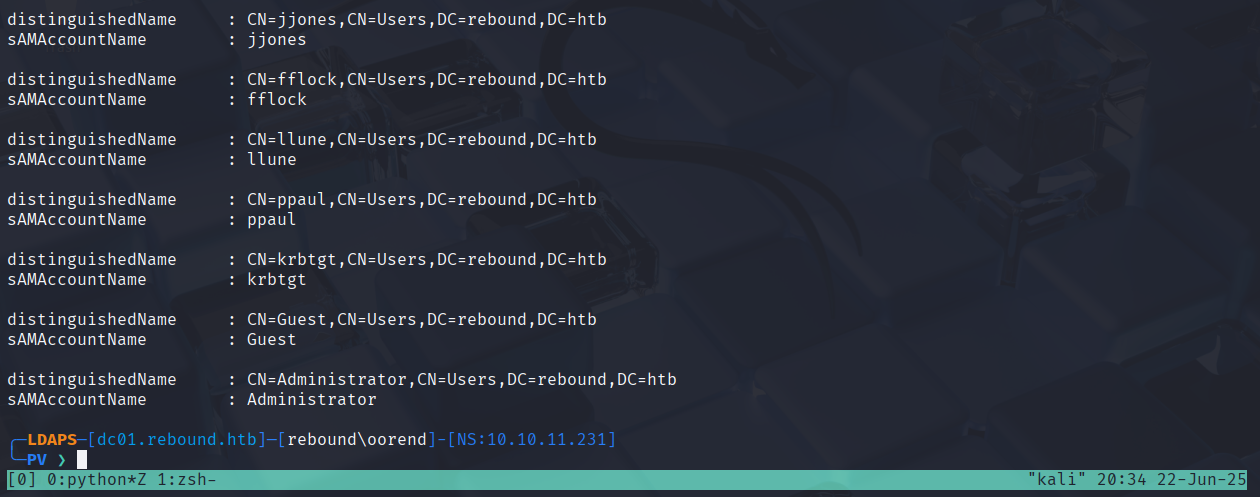 distinguishedName     : CN=jjones,CN=Users,DC=rebound,DC=htb
sAMAccountName        : jjones
distinguishedName     : CN=fflock,CN=Users,DC=rebound,DC=htb
sAMAccountName        : fflock
distinguishedName     : CN=llune,CN=Users,DC=rebound,DC=htb
sAMAccountName        : llune
distinguishedName     : CN=ppaul,CN=Users,DC=rebound,DC=htb
sAMAccountName        : ppaul
distinguishedName     : CN=krbtgt,CN=Users,DC=rebound,DC=htb
sAMAccountName        : krbtgt
distinguishedName     : CN=Guest,CN=Users,DC=rebound,DC=htb
sAMAccountName        : Guest
distinguishedName     : CN=Administrator,CN=Users,DC=rebound,DC=htb
sAMAccountName        : Administrator
╭─LDAPS─[dc01.rebound.htb]─[rebound\oorend]-[NS:10.10.11.231]
╰─PV ❯
[0] 0:python*Z 1:zsh- "kali" 20:34 22-Jun-25